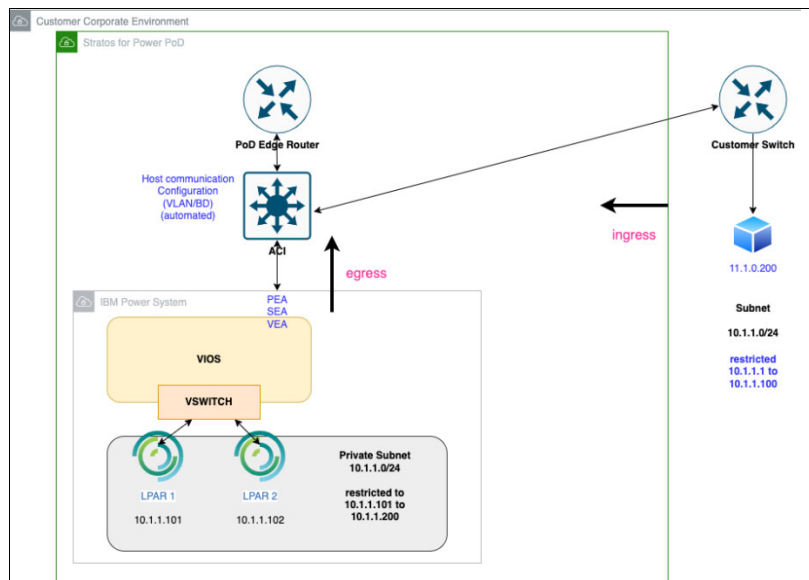 Customer Corporate Environment
Stratos for Power PoD
PoD Edge Router
Customer Switch
Host communication
Configuration
(VLAN/BD)
(automated)
ACI
ingress
egress
11.1.0.200
PEA
SEA
VEA
IBM Power System
Subnet
10.1.1.0/24
restricted
10.1.1.1 to
10.1.1.100
VIOS
VSWITCH
Private Subnet
10.1.1.0/24
restricted to
10.1.1.101 to
10.1.1.200
LPAR 1
LPAR 2
10.1.1.101
10.1.1.102